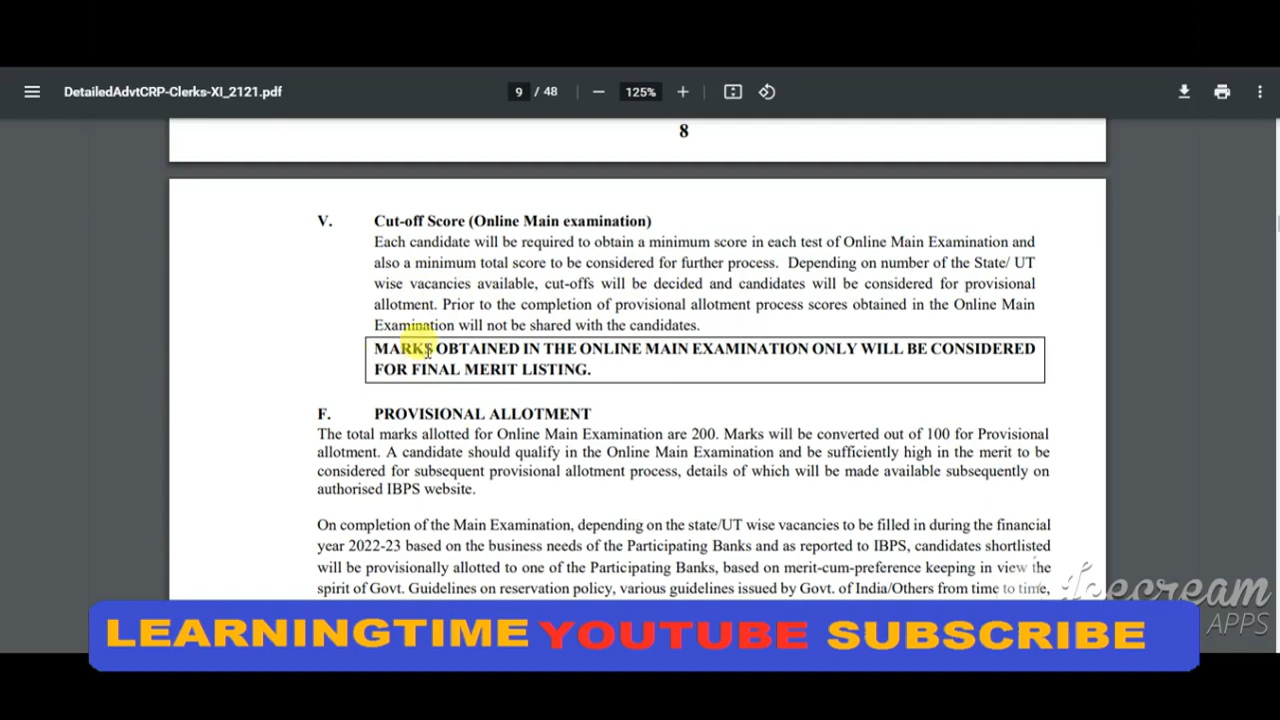 DetailedAdvtCRP-Clerks-XI_2121.pdf
9 / 48
125%
8
V. Cut-off Score (Online Main examination)
Each candidate will be required to obtain a minimum score in each test of Online Main Examination and
also a minimum total score to be considered for further process. Depending on number of the State/ UT
wise vacancies available, cut-offs will be decided and candidates will be considered for provisional
allotment. Prior to the completion of provisional allotment process scores obtained in the Online Main
Examination will not be shared with the candidates.
MARKS OBTAINED IN THE ONLINE MAIN EXAMINATION ONLY WILL BE CONSIDERED
FOR FINAL MERIT LISTING.
F. PROVISIONAL ALLOTMENT
The total marks allotted for Online Main Examination are 200. Marks will be converted out of 100 for Provisional
allotment. A candidate should qualify in the Online Main Examination and be sufficiently high in the merit to be
considered for subsequent provisional allotment process, details of which will be made available subsequently on
authorised IBPS website.
On completion of the Main Examination, depending on the state/UT wise vacancies to be filled in during the financial
year 2022-23 based on the business needs of the Participating Banks and as reported to IBPS, candidates shortlisted
will be provisionally allotted to one of the Participating Banks, based on merit-cum-preference keeping in view the
spirit of Govt. Guidelines on reservation policy, various guidelines issued by Govt. of India/Others from time to time,
Icecream
APPS
LEARNINGTIME YOUTUBE SUBSCRIBE